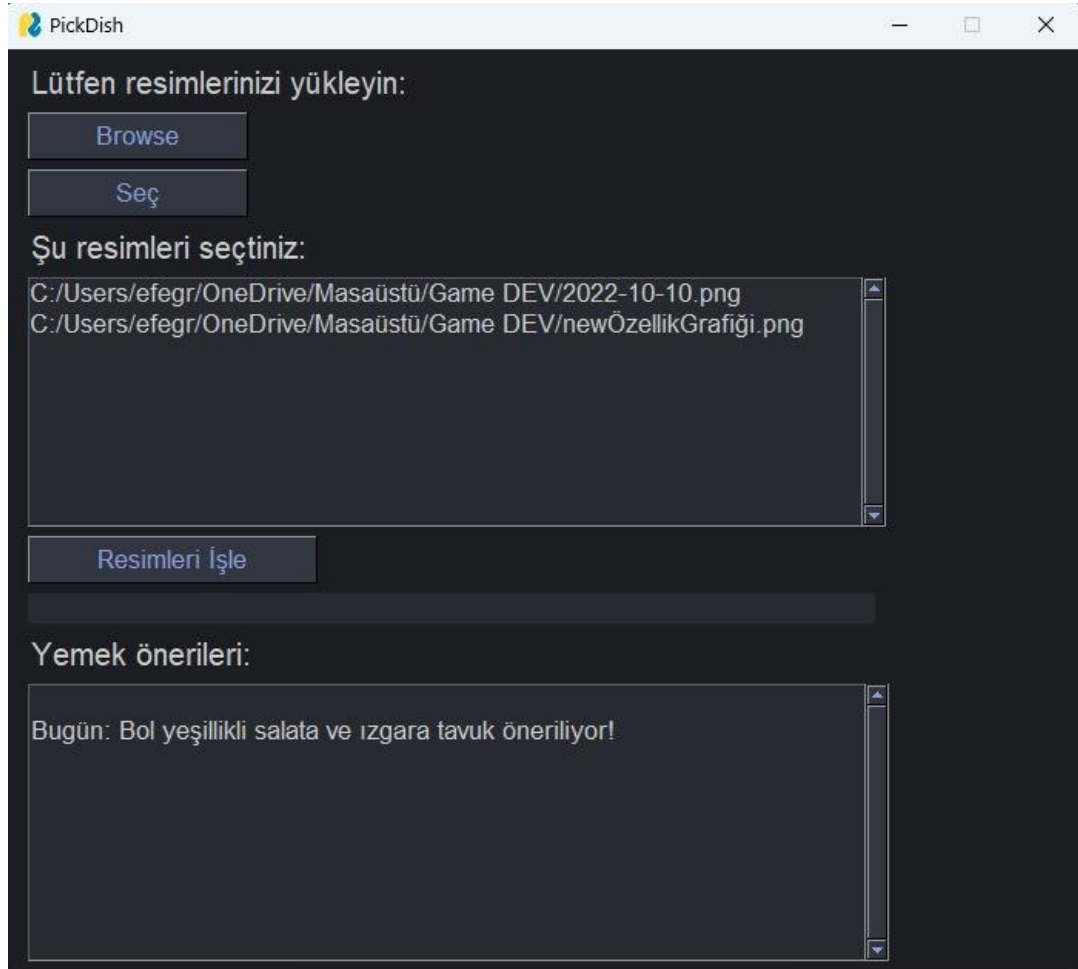 PickDish
Lütfen resimlerinizi yükleyin:
Browse
Seç
Şu resimleri seçtiniz:
C:/Users/efegr/OneDrive/Masaüstü/Game DEV/2022-10-10.png
C:/Users/efegr/OneDrive/Masaüstü/Game DEV/newÖzellikGrafiği.png
Resimleri İşle
Yemek önerileri:
Bugün: Bol yeşillikli salata ve ızgara tavuk öneriliyor!